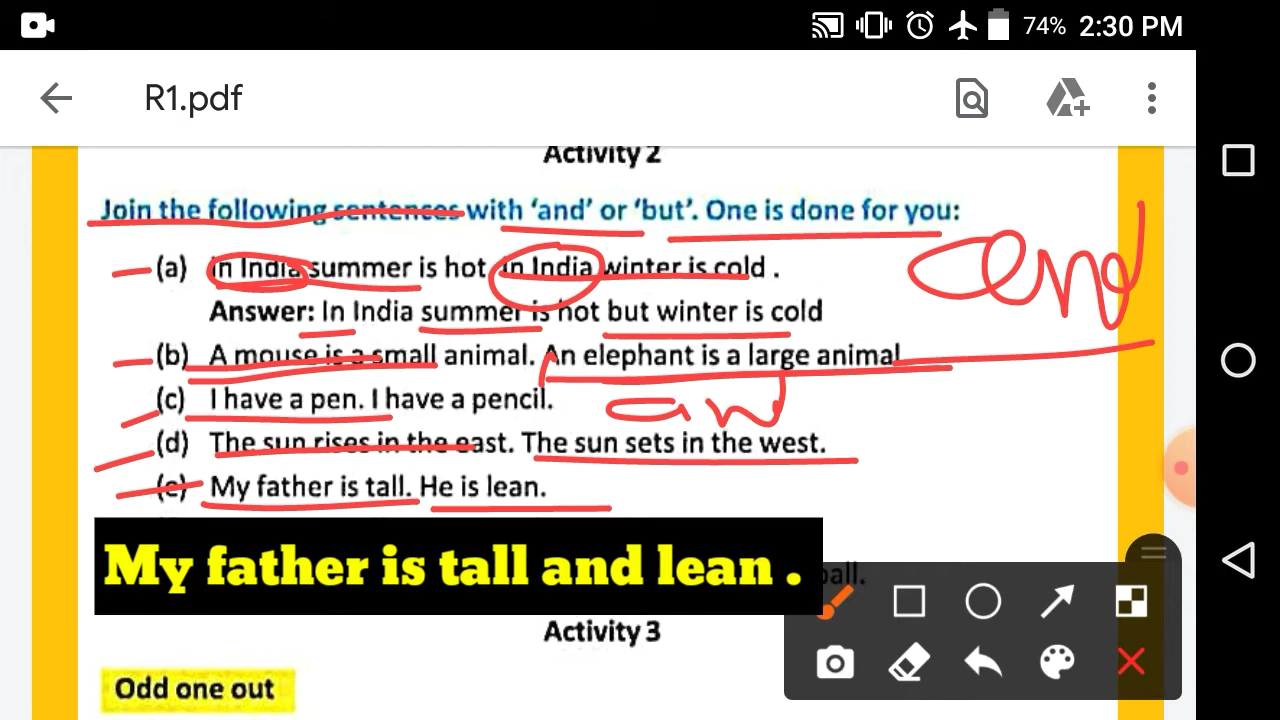 74% 2:30 PM
R1.pdf
Activity 2
Join the following sentences with ‘and’ or ‘but’. One is done for you:
(a) In India summer is hot. In India winter is cold .
and
Answer: In India summer is hot but winter is cold
(b) A mouse is a small animal. An elephant is a large animal
(c) I have a pen. I have a pencil.
and
(d) The sun rises in the east. The sun sets in the west.
(e) My father is tall. He is lean.
My father is tall and lean .
ball.
Activity 3
Odd one out